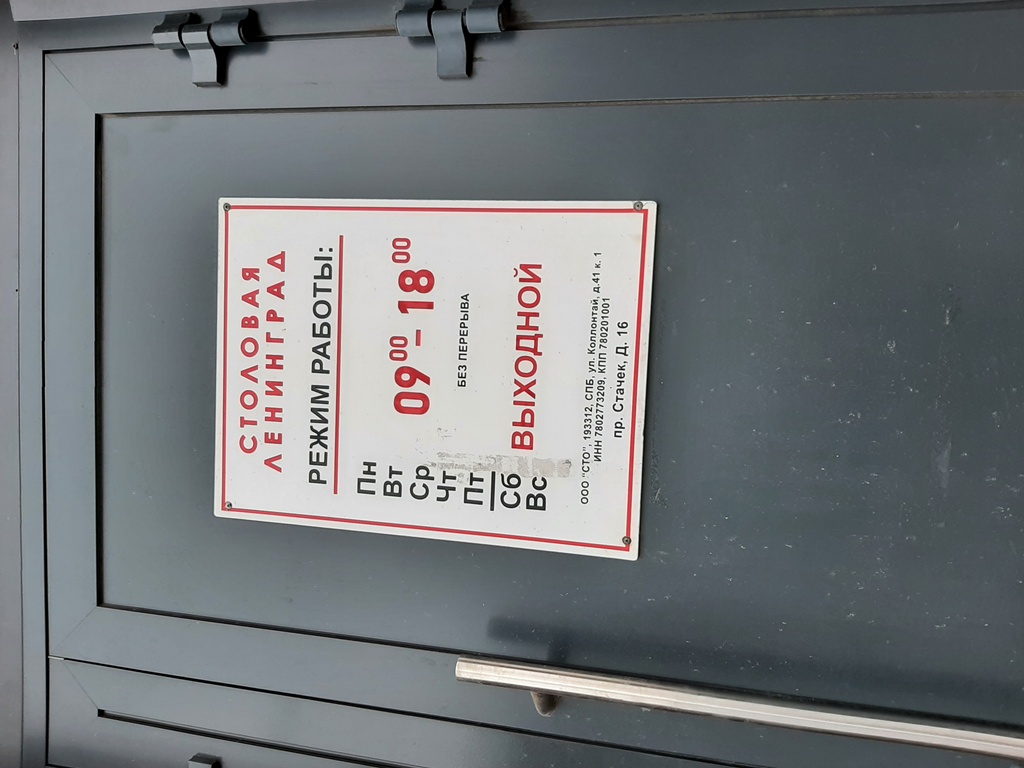 СТОЛОВАЯ
ЛЕНИНГРАД
РЕЖИМ РАБОТЫ:
Пн
Вт
Ср
Чт
Пт
09⁰⁰ – 18⁰⁰
БЕЗ ПЕРЕРЫВА
Сб
Вс
ВЫХОДНОЙ
ООО "СТО", 193312, СПБ, ул. Коллонтай, д.41 к. 1
ИНН 7802773209, КПП 780201001
пр. Стачек, Д. 16